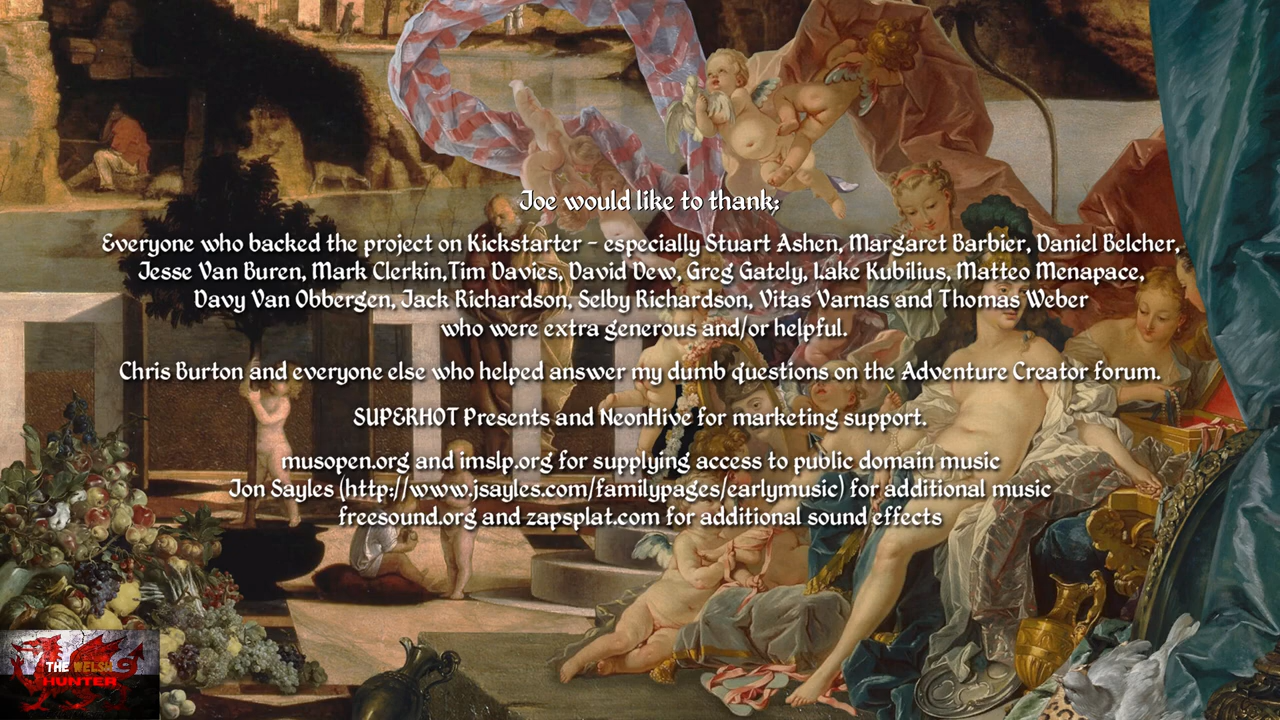 Joe would like to thank;
Everyone who backed the project on Kickstarter - especially Stuart Ashen, Margaret Barbier, Daniel Belcher,
Jesse Van Buren, Mark Clerkin,Tim Davies, David Dew, Greg Gately, Lake Kubilius, Matteo Menapace,
Davy Van Obbergen, Jack Richardson, Selby Richardson, Vitas Varnas and Thomas Weber
who were extra generous and/or helpful.
Chris Burton and everyone else who helped answer my dumb questions on the Adventure Creator forum.
SUPERHOT Presents and NeonHive for marketing support.
musopen.org and imslp.org for supplying access to public domain music
Jon Sayles (http://www.jsayles.com/familypages/earlymusic) for additional music
freesound.org and zapsplat.com for additional sound effects
THE WELSH
HUNTER